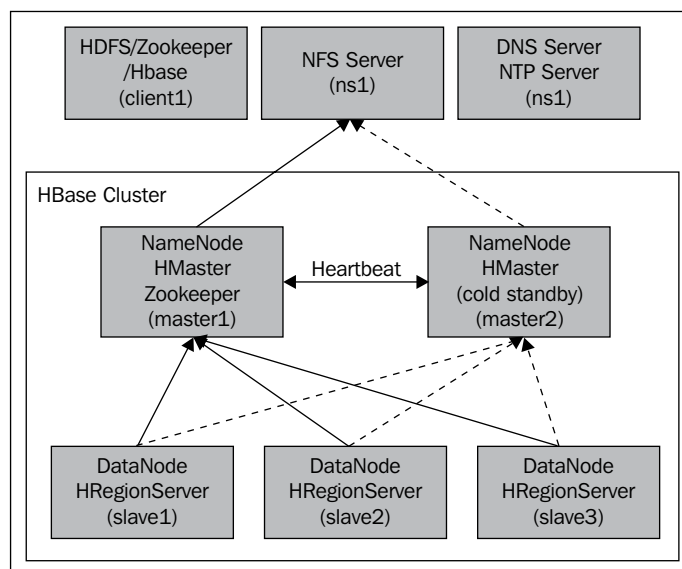 HDFS/Zookeeper
/Hbase
(client1)
NFS Server
(ns1)
DNS Server
NTP Server
(ns1)
HBase Cluster
NameNode
HMaster
Zookeeper
(master1)
Heartbeat
NameNode
HMaster
(cold standby)
(master2)
DataNode
HRegionServer
(slave1)
DataNode
HRegionServer
(slave2)
DataNode
HRegionServer
(slave3)